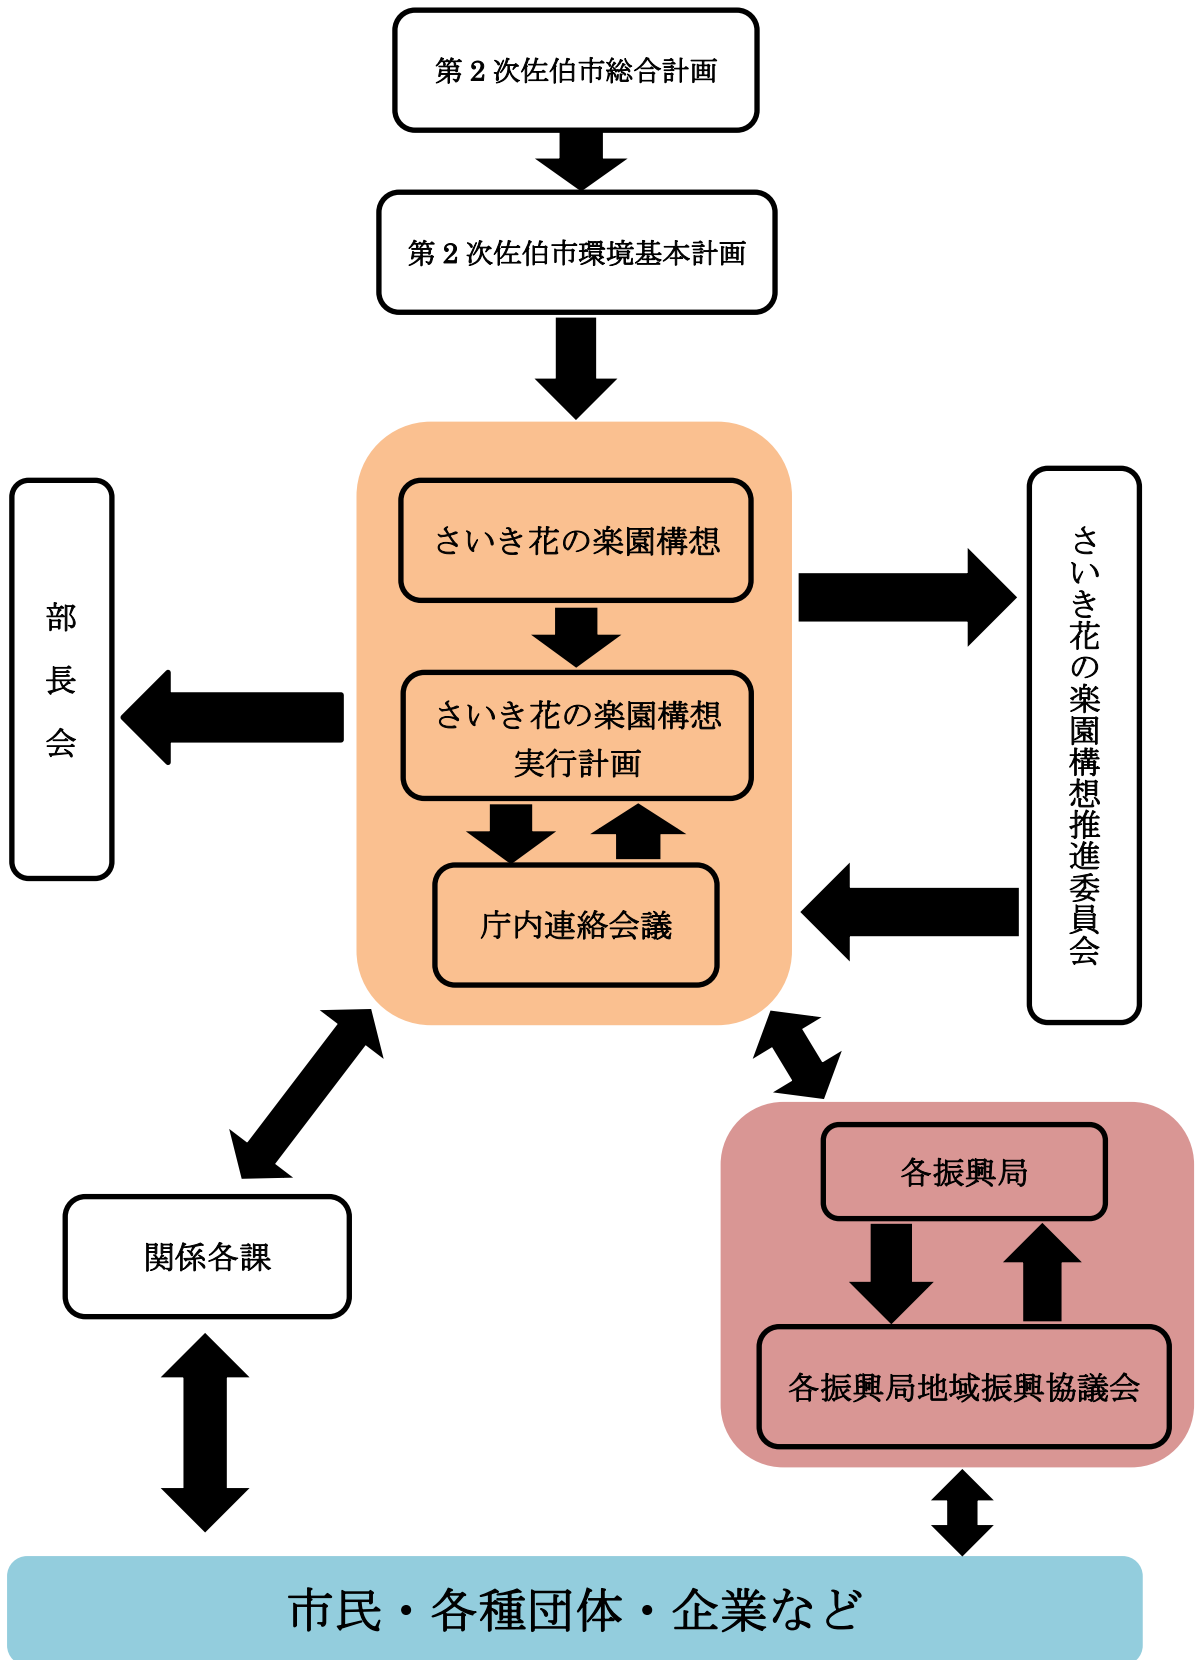 第２次佐伯市総合計画
第２次佐伯市環境基本計画
さいき花の楽園構想
さいき花の楽園構想
実行計画
庁内連絡会議
部長会
さいき花の楽園構想推進委員会
関係各課
各振興局
各振興局地域振興協議会
市民・各種団体・企業など